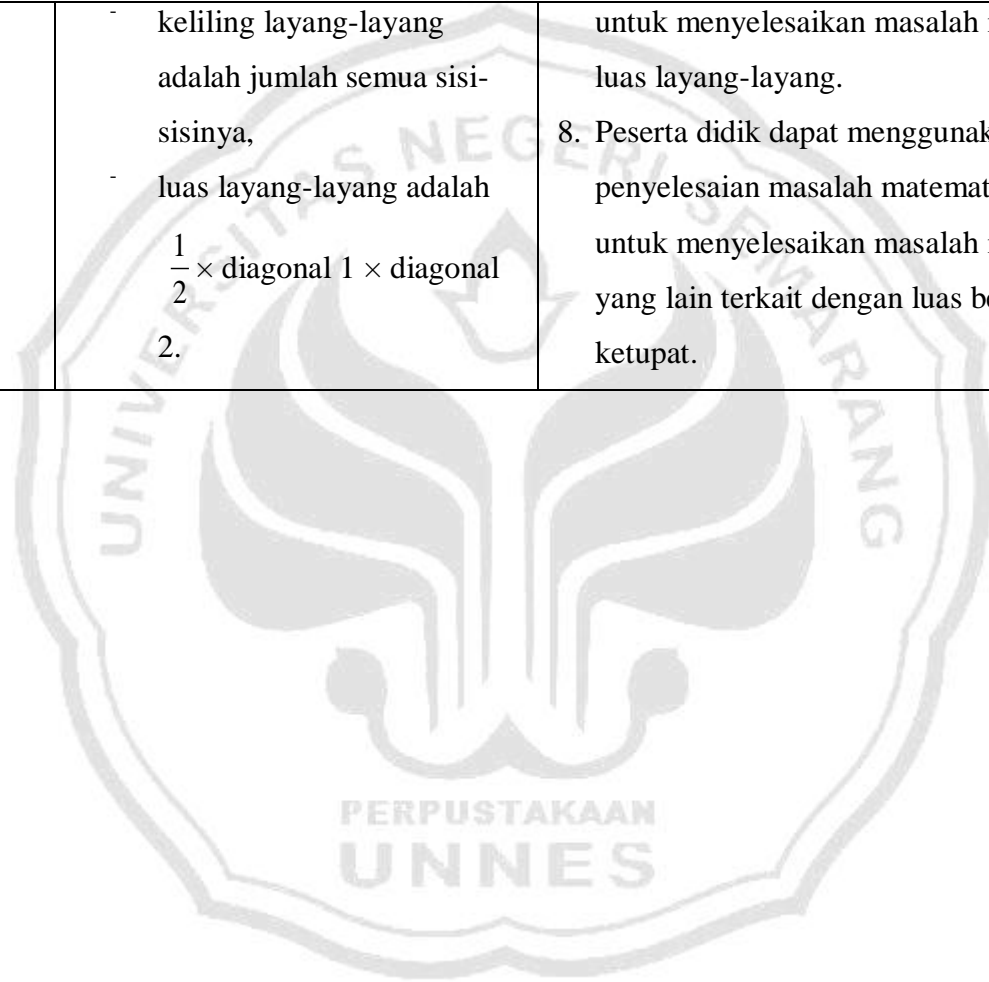 keliling layang-layang
adalah jumlah semua sisi-
sisinya,
- luas layang-layang adalah
1/2 × diagonal 1 × diagonal
2.
untuk menyelesaikan masalah
luas layang-layang.
8. Peserta didik dapat
penyelesaian masalah
untuk menyelesaikan masalah
yang lain terkait dengan luas
ketupat.
UNIVERSITAS NEGERI SEMARANG
PERPUSTAKAAN
UNNES